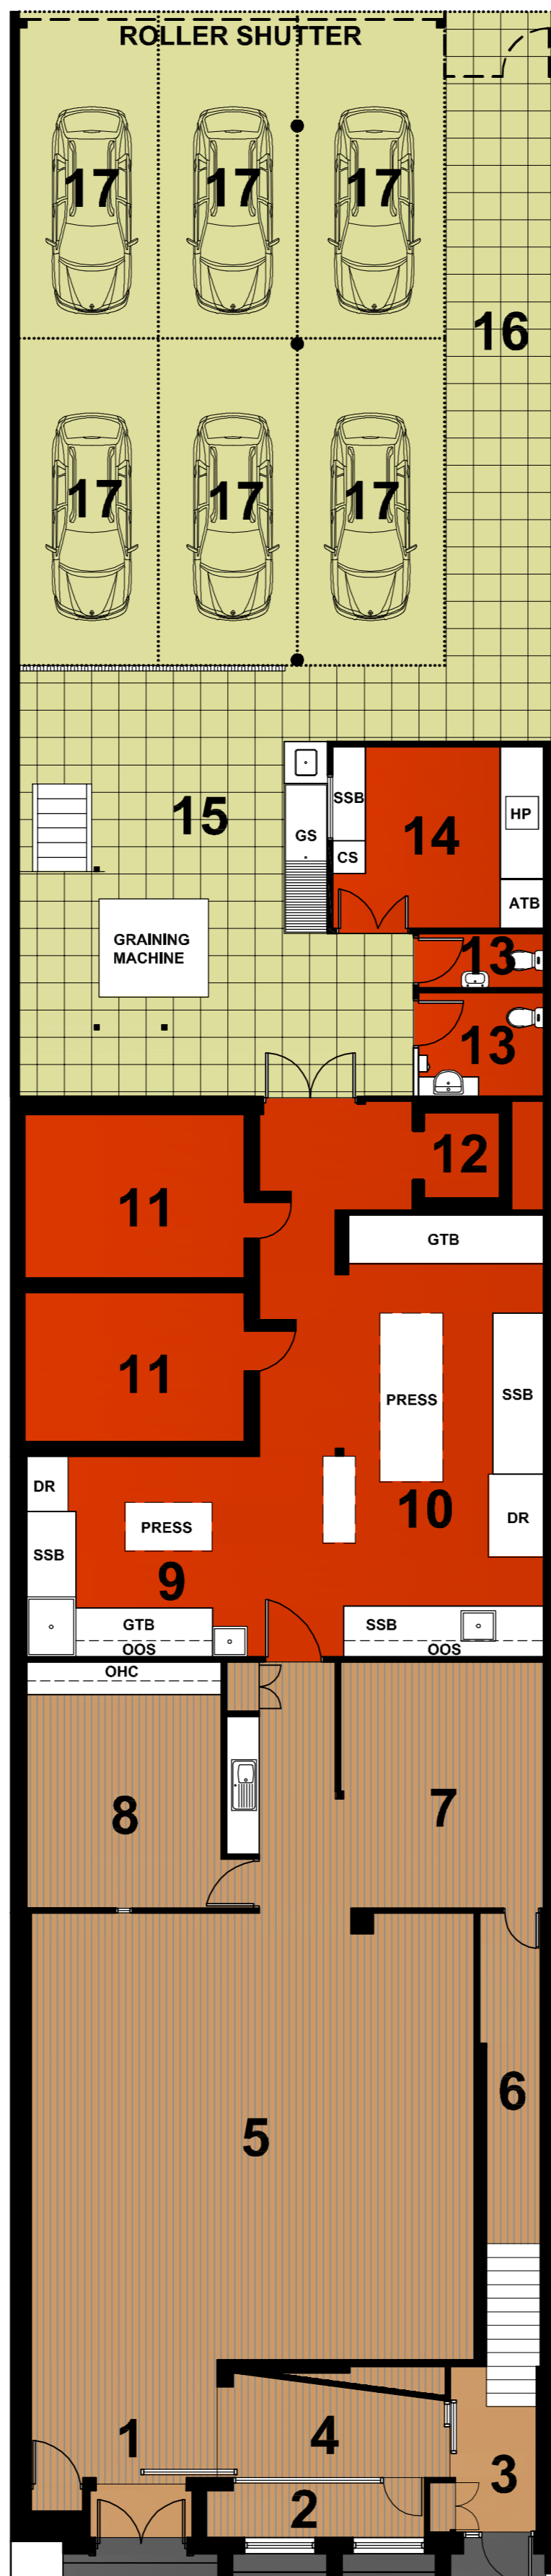 ROLLER SHUTTER
17 17 17
16
17 17 17
15
SSB
GS
CS
14
HP
ATB
GRAINING
MACHINE
13
13
12
11
GTB
11
PRESS
SSB
DR
10
DR
PRESS
SSB
9
GTB
OOS
SSB
OOS
OHC
8
7
6
5
1
4
3
2